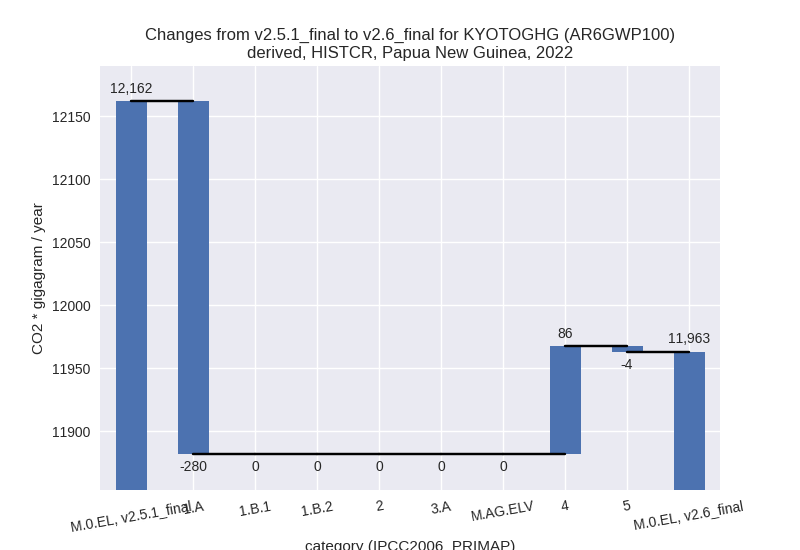 Changes from v2.5.1_final to v2.6_final for KYOTOGHG (AR6GWP100)
derived, HISTCR, Papua New Guinea, 2022
12,162
12150
12100
12050
12000
11950
11900
CO2 * gigagram / year
86
11,963
-4
-280
0
0
0
0
0
M.0.EL, v2.5.1_final
1.A
1.B.1
1.B.2
2
3.A
M.AG.ELV
4
5
M.0.EL, v2.6_final
category (IPCC2006_PRIMAP)